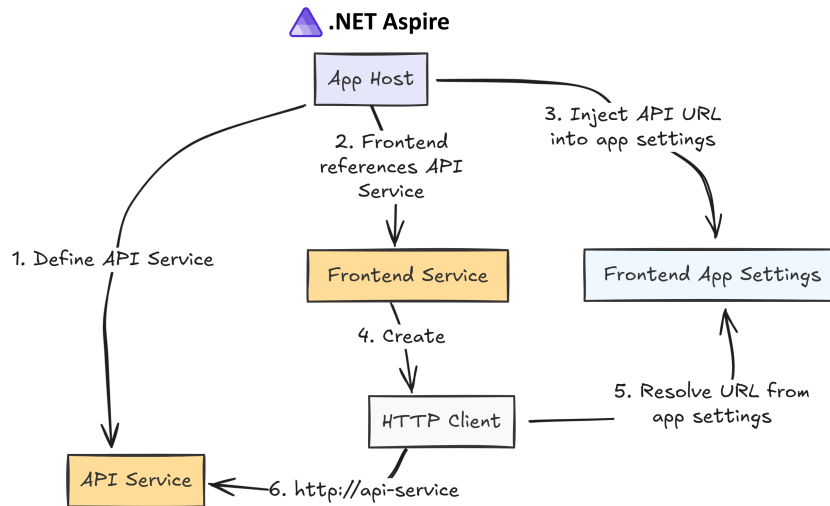 .NET Aspire
App Host
3. Inject API URL
into app settings
2. Frontend
references API
Service
1. Define API Service
Frontend Service
Frontend App Settings
4. Create
5. Resolve URL from
app settings
HTTP Client
API Service
6. http://api-service